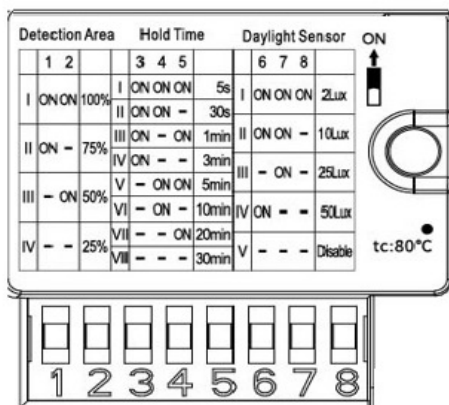 Detection Area Hold Time Daylight Sensor ON
1 2 3 4 5 6 7 8
I ON ON 100%
II ON - 75%
III - ON 50%
IV - - 25%
I ON ON ON 5s
II ON ON - 30s
III ON - ON 1min
IV ON - - 3min
V - ON ON 5min
VI - ON - 10min
VII - - ON 20min
VIII - - - 30min
I ON ON ON 2Lux
II ON ON - 10Lux
III - ON - 25Lux
IV ON - - 50Lux
V - - - Disable
tc:80°C
1 2 3 4 5 6 7 8